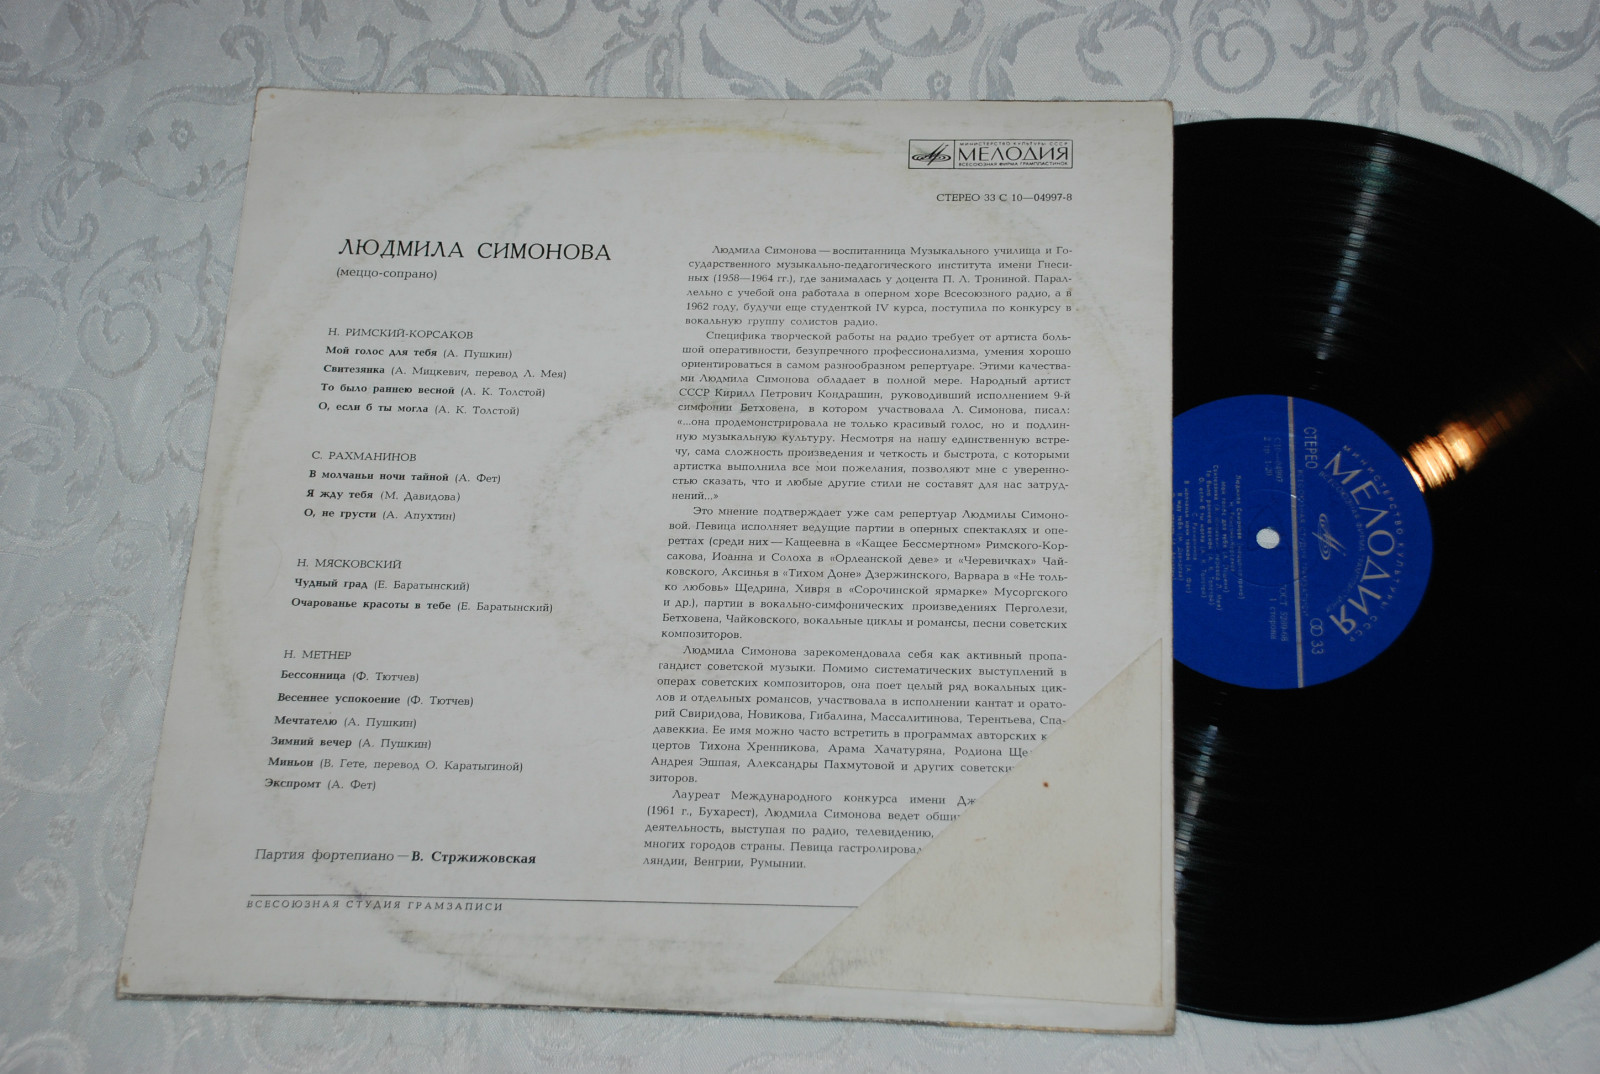 МИНИСТЕРСТВО КУЛЬТУРЫ СССР
МЕЛОДИЯ
ВСЕСОЮЗНАЯ ФИРМА ГРАМПЛАСТИНОК
СТЕРЕО 33 С 10—04997-8
ЛЮДМИЛА СИМОНОВА
(меццо-сопрано)
Н. РИМСКИЙ-КОРСАКОВ
Мой голос для тебя (А. Пушкин)
Свитезянка (А. Мицкевич, перевод Л. Мея)
То было раннею весной (А. К. Толстой)
О, если б ты могла (А. К. Толстой)
С. РАХМАНИНОВ
В молчаньи ночи тайной (А. Фет)
Я жду тебя (М. Давидова)
О, не грусти (А. Апухтин)
Н. МЯСКОВСКИЙ
Чудный град (Е. Баратынский)
Очарованье красоты в тебе (Е. Баратынский)
Н. МЕТНЕР
Бессонница (Ф. Тютчев)
Весеннее успокоение (Ф. Тютчев)
Мечтателю (А. Пушкин)
Зимний вечер (А. Пушкин)
Миньон (В. Гете, перевод О. Каратыгиной)
Экспромт (А. Фет)
Партия фортепиано — В. Стржижовская
ВСЕСОЮЗНАЯ СТУДИЯ ГРАМЗАПИСИ
Людмила Симонова — воспитанница Музыкального училища и Го-
сударственного музыкально-педагогического института имени Гнеси-
ных (1958—1964 гг.), где занималась у доцента П. Л. Трониной. Парал-
лельно с учебой она работала в оперном хоре Всесоюзного радио, а в
1962 году, будучи еще студенткой IV курса, поступила по конкурсу в
вокальную группу солистов радио.
Специфика творческой работы на радио требует от артиста боль-
шой оперативности, безупречного профессионализма, умения хорошо
ориентироваться в самом разнообразном репертуаре. Этими качества-
ми Людмила Симонова обладает в полной мере. Народный артист
СССР Кирилл Петрович Кондрашин, руководивший исполнением 9-й
симфонии Бетховена, в котором участвовала Л. Симонова, писал:
«...она продемонстрировала не только красивый голос, но и подлин-
ную музыкальную культуру. Несмотря на нашу единственную встре-
чу, сама сложность произведения и четкость и быстрота, с которыми
артистка выполнила все мои пожелания, позволяют мне с увереннo-
стью сказать, что и любые другие стили не составят для нас затруд-
нений...»
Это мнение подтверждает уже сам репертуар Людмилы Симоно-
вой. Певица исполняет ведущие партии в оперных спектаклях и опе-
реттах (среди них — Кащеевна в «Кащее Бессмертном» Римского-Кор-
сакова, Иоанна и Солоха в «Орлеанской деве» и «Черевичках» Чай-
ковского, Аксинья в «Тихом Доне» Дзержинского, Варвара в «Не толь-
ко любовь» Щедрина, Хивря в «Сорочинской ярмарке» Мусоргского
и др.), партии в вокально-симфонических произведениях Перголези,
Бетховена, Чайковского, вокальные циклы и романсы, песни советских
композиторов.
Людмила Симонова зарекомендовала себя как активный пропа-
гандист советской музыки. Помимо систематических выступлений в
операх советских композиторов, она поет целый ряд вокальных цик-
лов и отдельных романсов, участвовала в исполнении кантат и орато-
рий Свиридова, Новикова, Гибалина, Массалитинова, Терентьева, Спа-
давеккиа. Ее имя можно часто встретить в программах авторских к
цертов Тихона Хренникова, Арама Хачатуряна, Родиона Ще
Андрея Эшпая, Александры Пахмутовой и других советски
зиторов.
Лауреат Международного конкурса имени Дж
(1961 г., Бухарест), Людмила Симонова ведет обши
деятельность, выступая по радио, телевидению,
многих городов страны. Певица гастролировал
ляндии, Венгрии, Румынии.
МИНИСТЕРСТВО КУЛЬТУРЫ СССР
МЕЛОДИЯ
СТЕРЕО
33
ГОСТ 5289-68
1 сторона